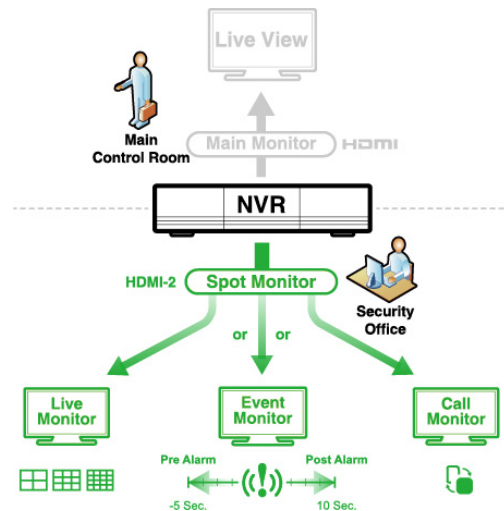 Live View
Main
Control Room
Main Monitor
HDMI
NVR
HDMI-2
Spot Monitor
Security
Office
or
or
Live
Monitor
Event
Monitor
Call
Monitor
Pre Alarm
Post Alarm
-5 Sec.
10 Sec.